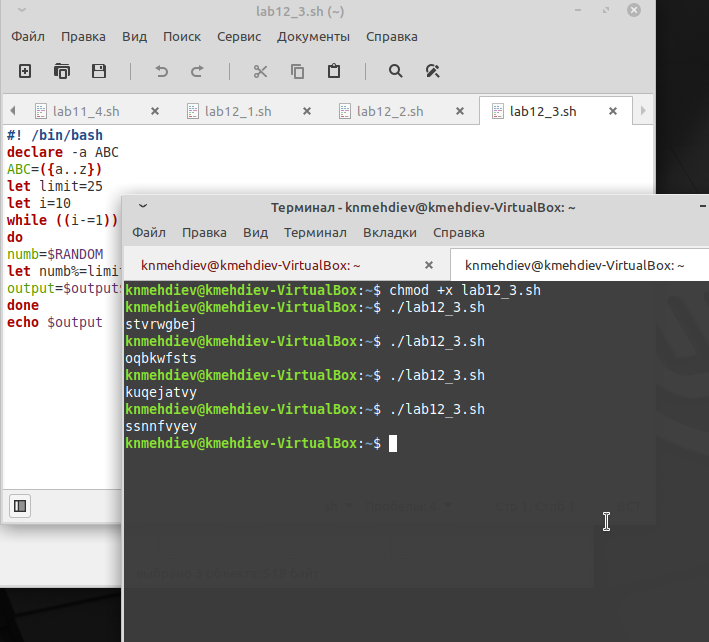 lab12_3.sh (~)
Файл Правка Вид Поиск Сервис Документы Справка
lab11_4.sh lab12_1.sh lab12_2.sh lab12_3.sh
#! /bin/bash
declare -a ABC
ABC=({a..z})
let limit=25
let i=10
while ((i-=1))
do
numb=$RANDOM
let numb%=limit
output=$output
done
echo $output
Терминал - knmehdiev@kmehdiev-VirtualBox: ~
Файл Правка Вид Терминал Вкладки Справка
knmehdiev@kmehdiev-VirtualBox: ~ knmehdiev@kmehdiev-VirtualBox: ~
knmehdiev@kmehdiev-VirtualBox:~$ chmod +x lab12_3.sh
knmehdiev@kmehdiev-VirtualBox:~$ ./lab12_3.sh
stvrwgbej
knmehdiev@kmehdiev-VirtualBox:~$ ./lab12_3.sh
oqbkwfsts
knmehdiev@kmehdiev-VirtualBox:~$ ./lab12_3.sh
kuqejatvy
knmehdiev@kmehdiev-VirtualBox:~$ ./lab12_3.sh
ssnnfvyey
knmehdiev@kmehdiev-VirtualBox:~$